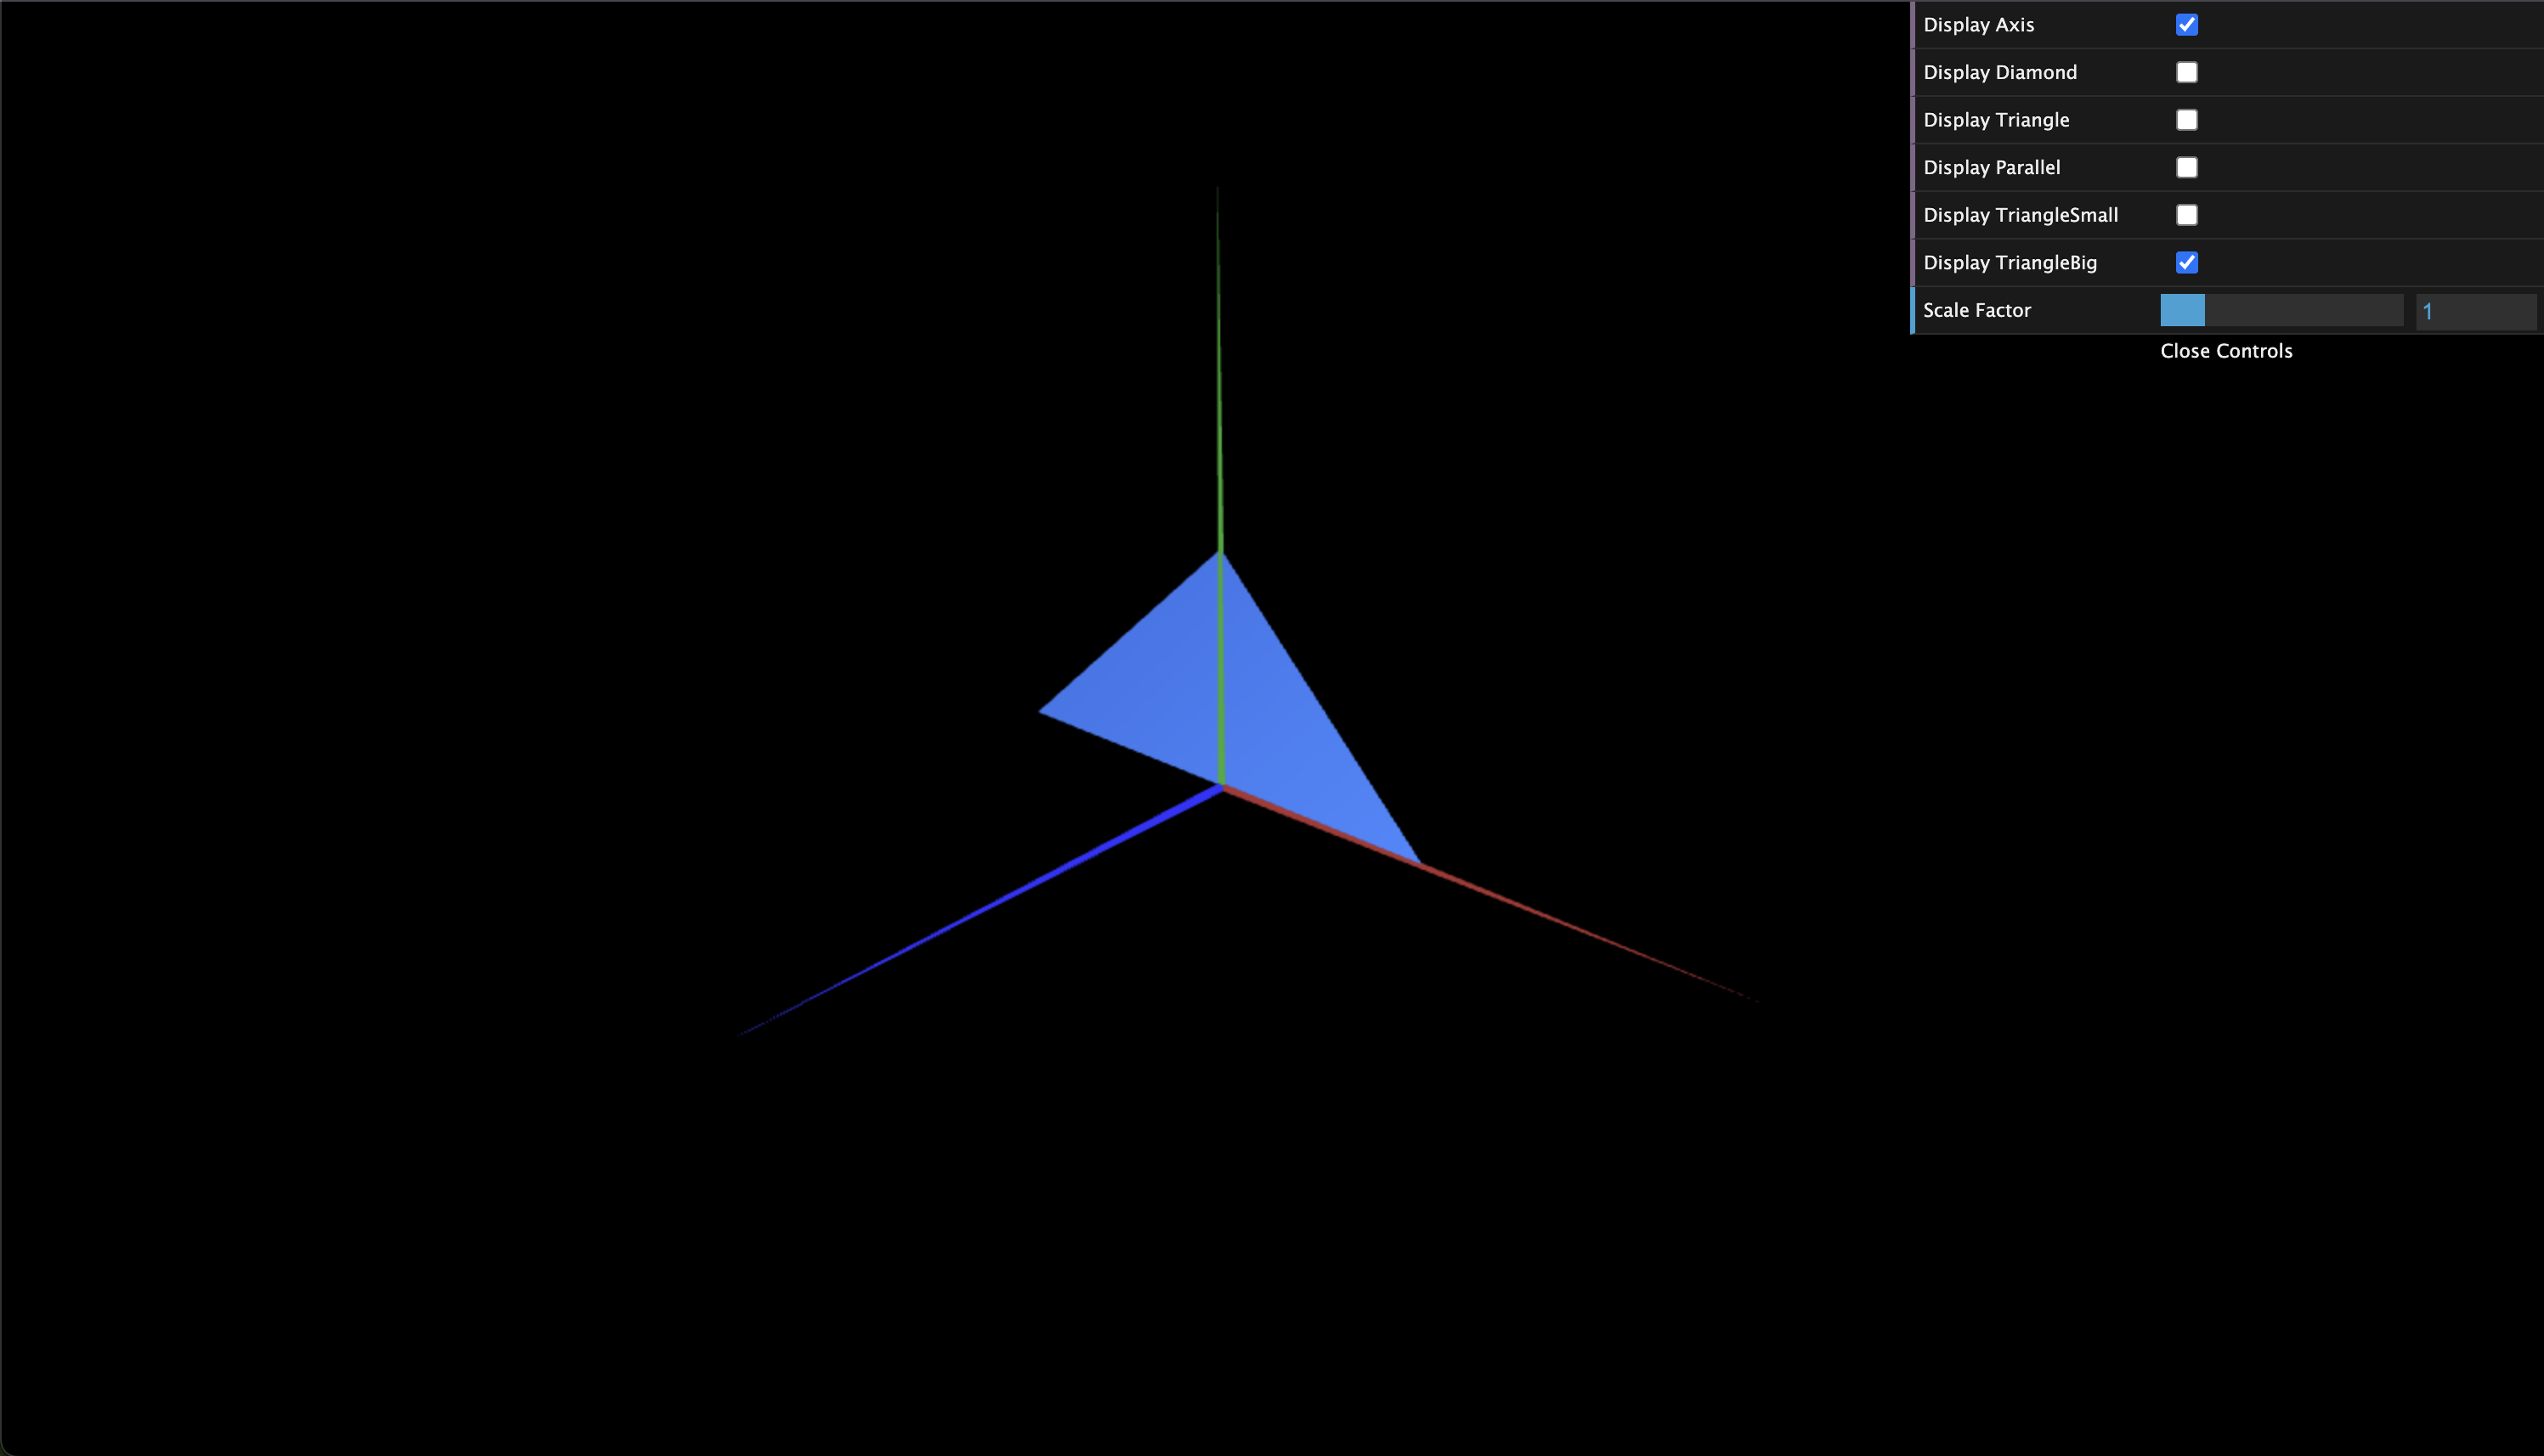 Display Axis
Display Diamond
Display Triangle
Display Parallel
Display TriangleSmall
Display TriangleBig
Scale Factor 1
Close Controls